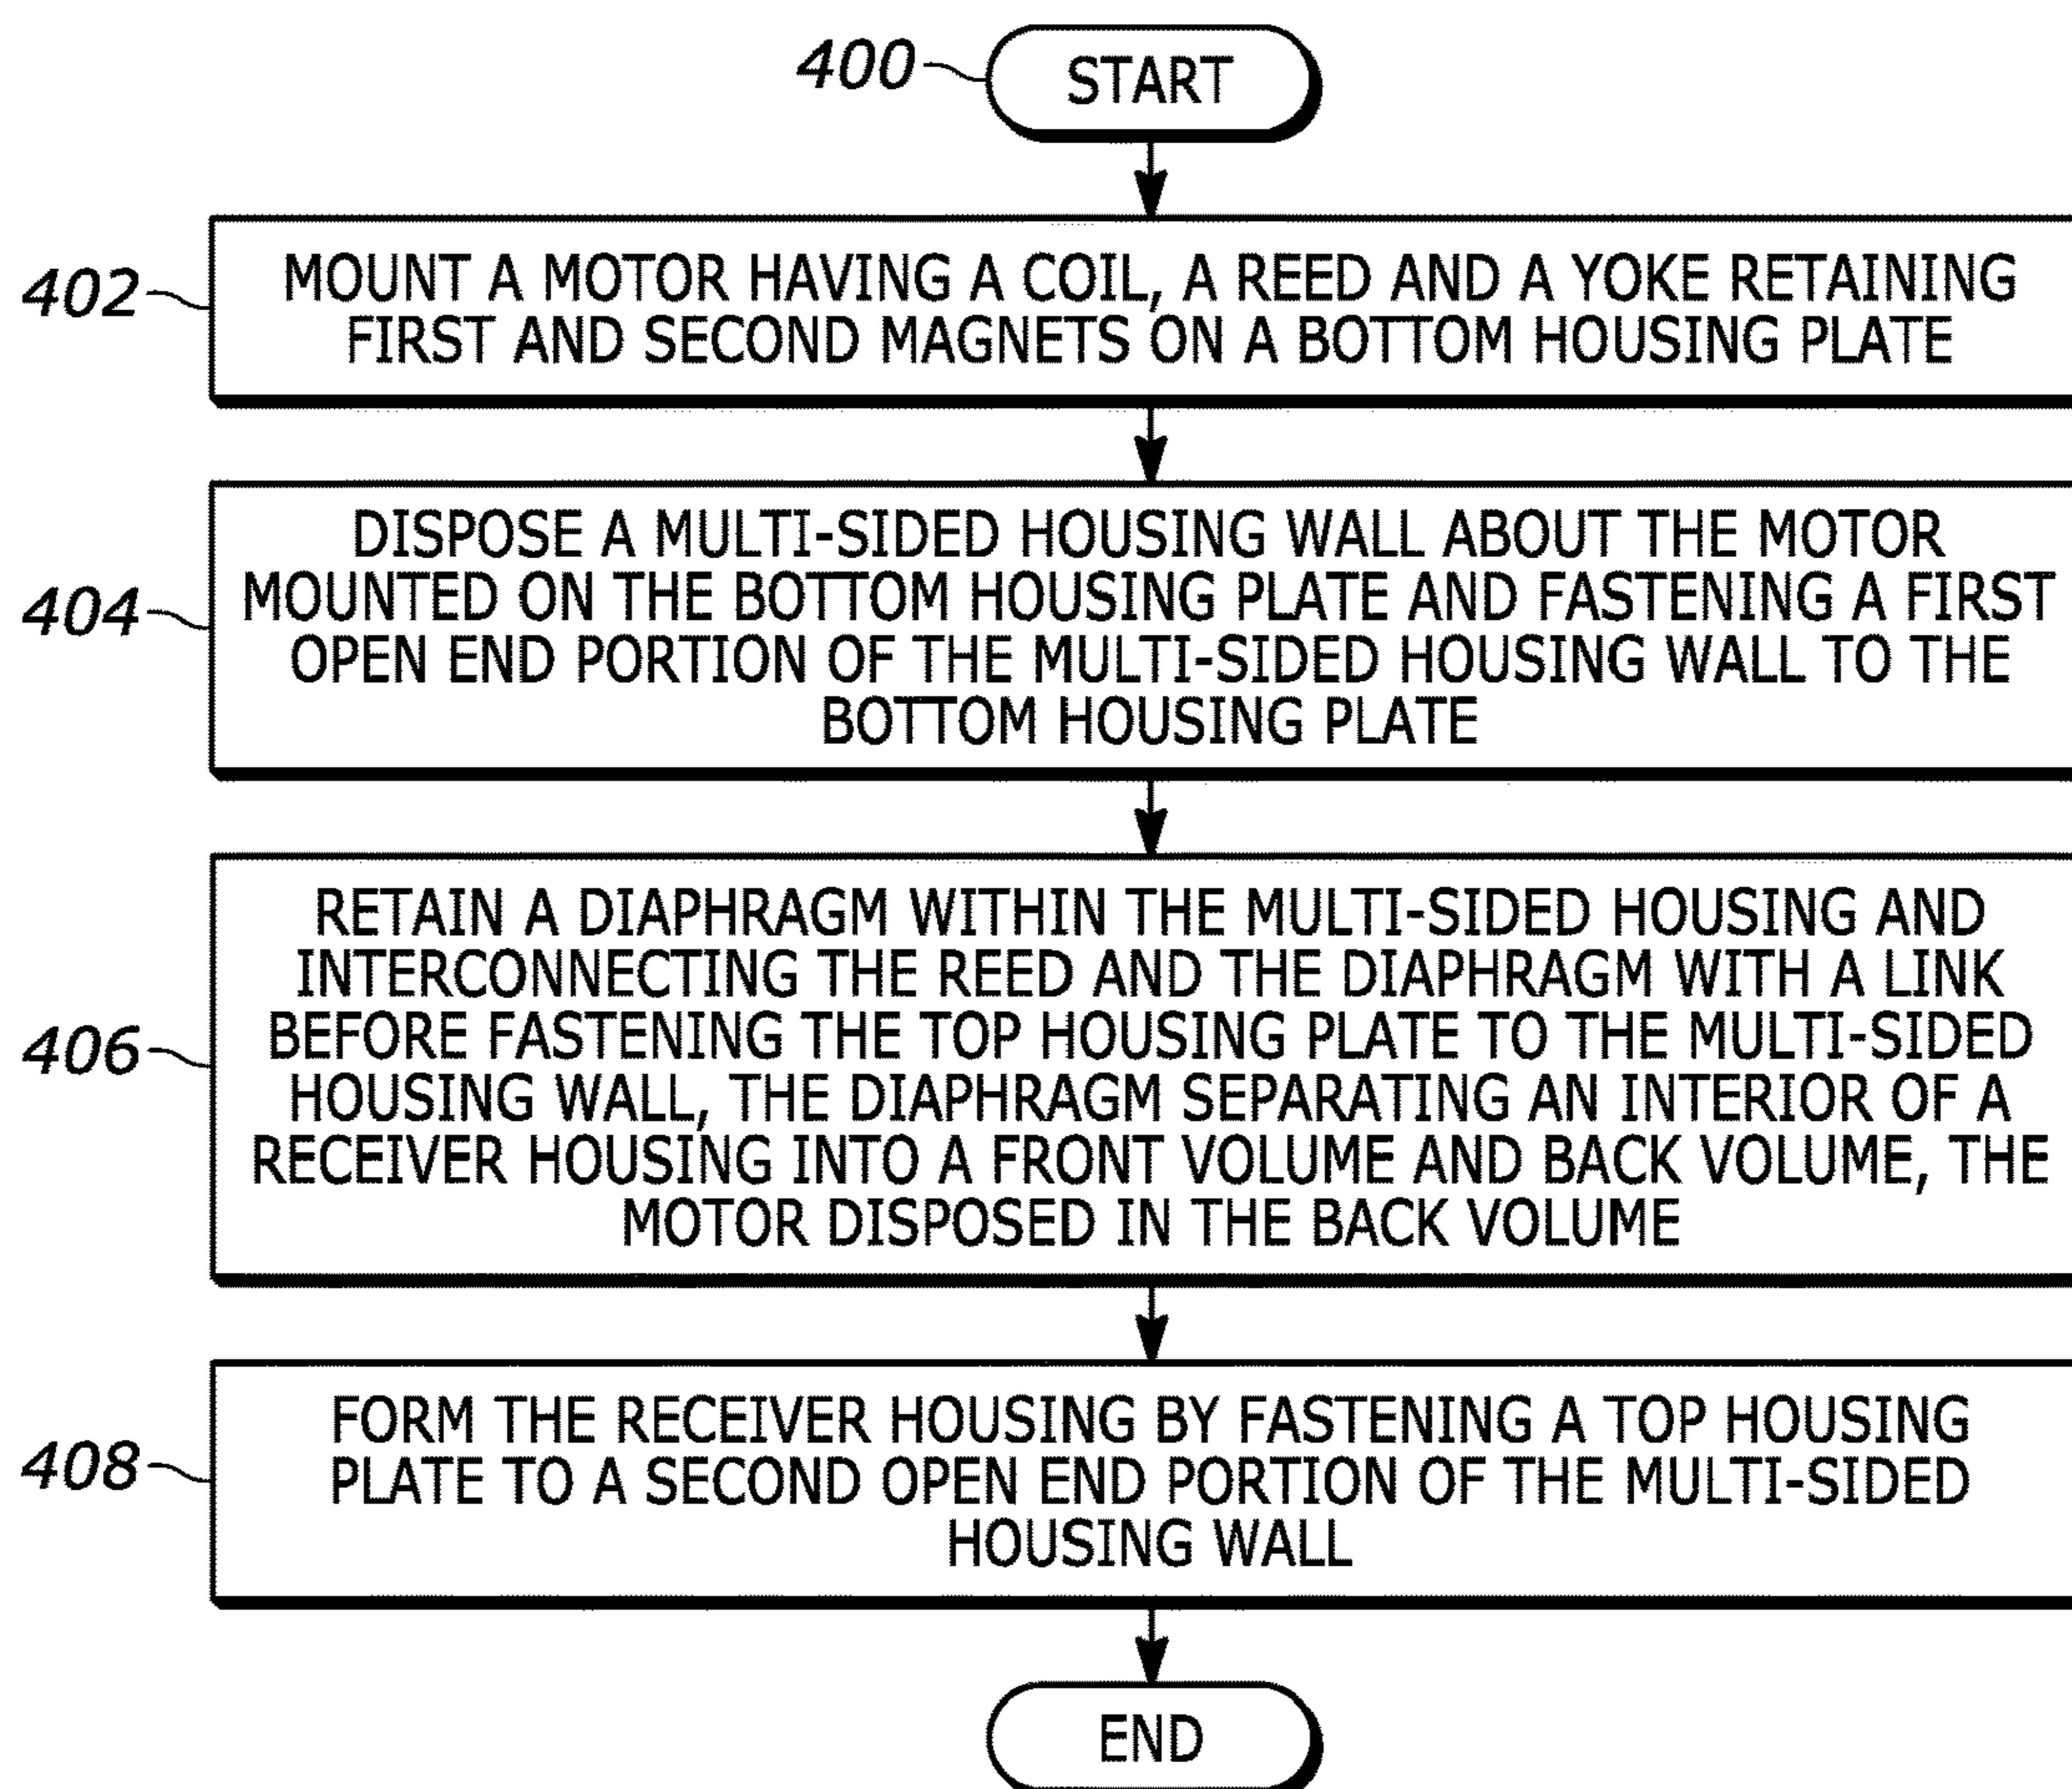 400
START
402
MOUNT A MOTOR HAVING A COIL, A REED AND A YOKE RETAINING
FIRST AND SECOND MAGNETS ON A BOTTOM HOUSING PLATE
404
DISPOSE A MULTI-SIDED HOUSING WALL ABOUT THE MOTOR
MOUNTED ON THE BOTTOM HOUSING PLATE AND FASTENING A FIRST
OPEN END PORTION OF THE MULTI-SIDED HOUSING WALL TO THE
BOTTOM HOUSING PLATE
406
RETAIN A DIAPHRAGM WITHIN THE MULTI-SIDED HOUSING AND
INTERCONNECTING THE REED AND THE DIAPHRAGM WITH A LINK
BEFORE FASTENING THE TOP HOUSING PLATE TO THE MULTI-SIDED
HOUSING WALL, THE DIAPHRAGM SEPARATING AN INTERIOR OF A
RECEIVER HOUSING INTO A FRONT VOLUME AND BACK VOLUME, THE
MOTOR DISPOSED IN THE BACK VOLUME
408
FORM THE RECEIVER HOUSING BY FASTENING A TOP HOUSING
PLATE TO A SECOND OPEN END PORTION OF THE MULTI-SIDED
HOUSING WALL
END